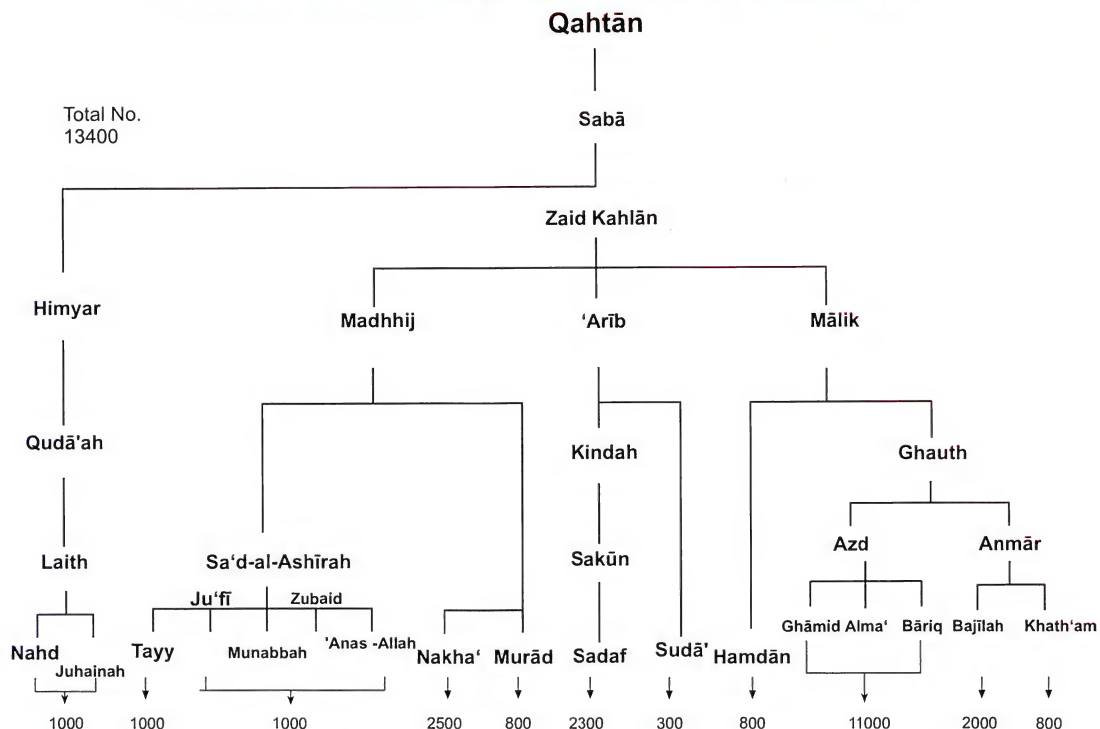 Qahtān
Total No.
13400
Sabā
Zaid Kahlān
Himyar
Madhhij
‘Arīb
Mālik
Qudā'ah
Kindah
Ghauth
Laith
Sa‘d-al-Ashīrah
Sakūn
Azd
Anmār
Ju‘fī
Zubaid
Nahd
Juhainah
Tayy
Munabbah
'Anas -Allah
Nakha‘
Murād
Sadaf
Sudā'
Hamdān
Ghāmid
Alma‘
Bāriq
Bajīlah
Khath‘am
1000
1000
1000
2500
800
2300
300
800
11000
2000
800